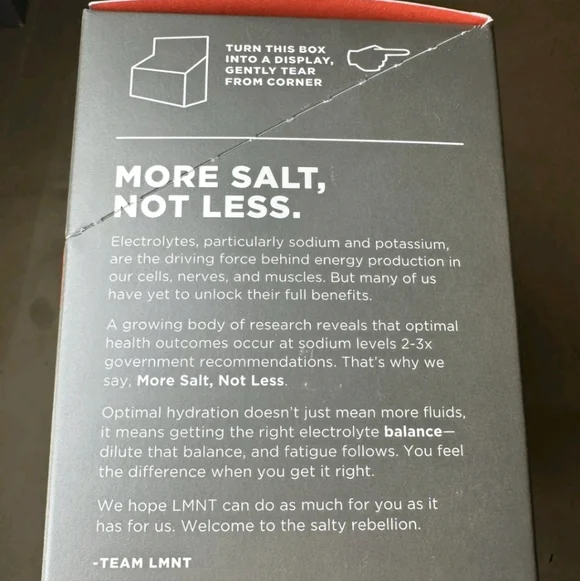 TURN THIS BOX
INTO A DISPLAY,
GENTLY TEAR
FROM CORNER
MORE SALT,
NOT LESS.
Electrolytes, particularly sodium and potassium,
are the driving force behind energy production in
our cells, nerves, and muscles. But many of us
have yet to unlock their full benefits.
A growing body of research reveals that optimal
health outcomes occur at sodium levels 2-3x
government recommendations. That's why we
say, More Salt, Not Less.
Optimal hydration doesn't just mean more fluids,
it means getting the right electrolyte balance—
dilute that balance, and fatigue follows. You feel
the difference when you get it right.
We hope LMNT can do as much for you as it
has for us. Welcome to the salty rebellion.
-TEAM LMNT